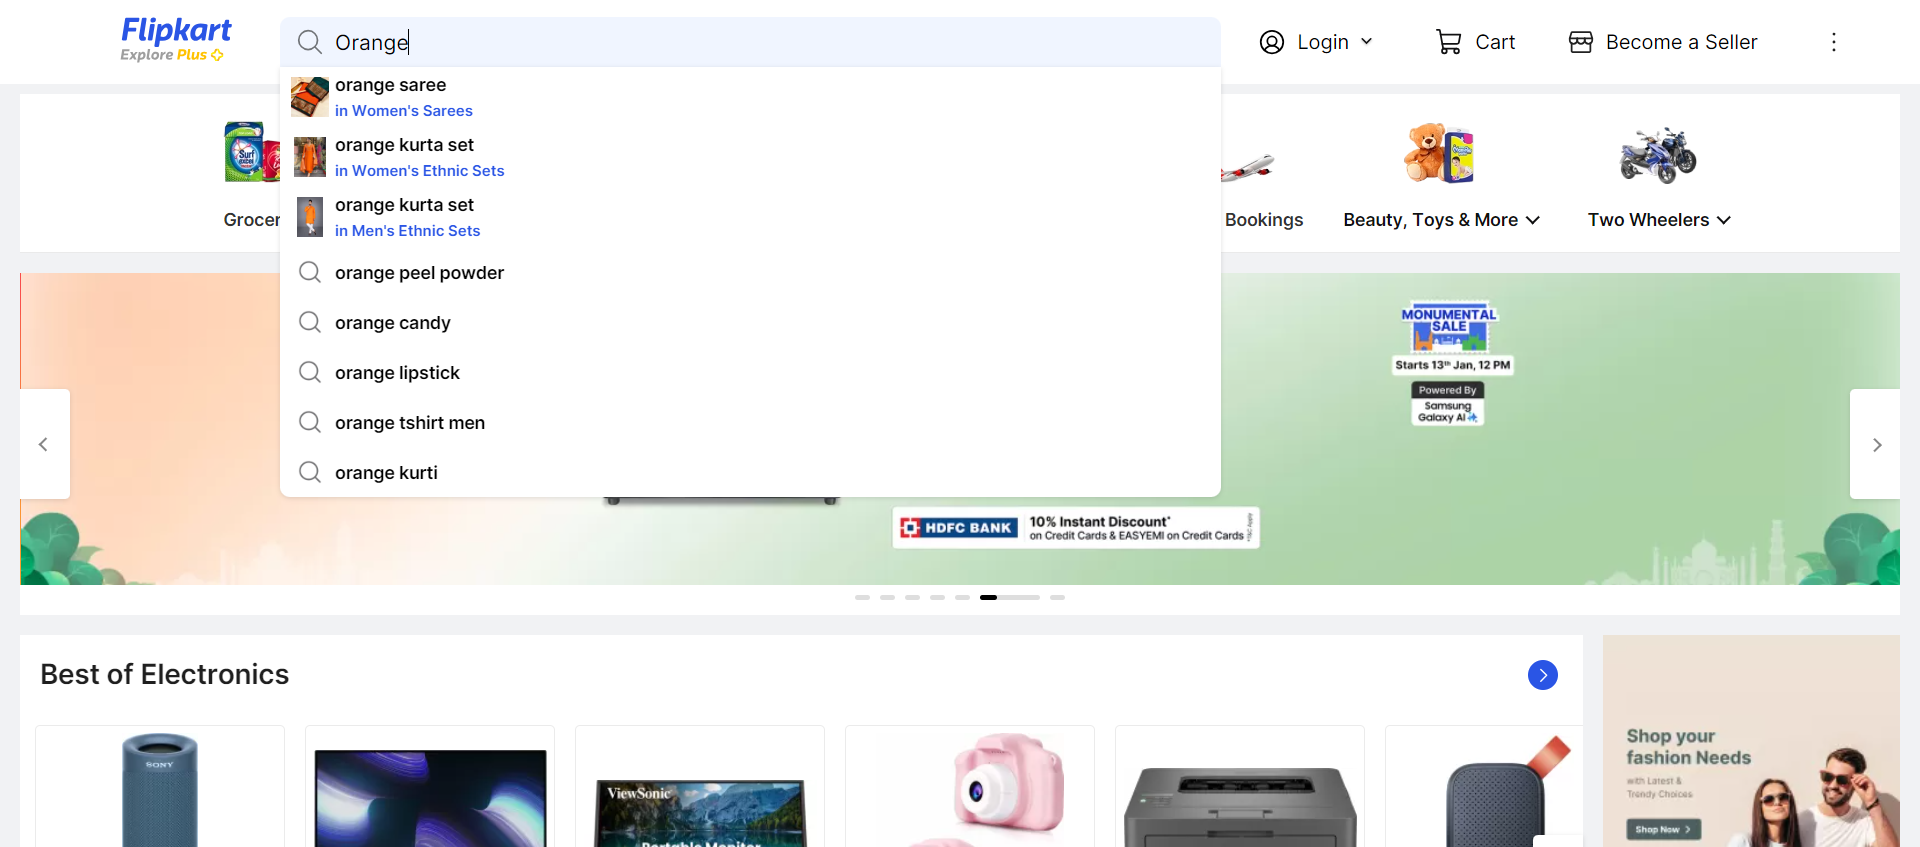 Flipkart
Explore Plus
Orange
Login
Cart
Become a Seller
orange saree
in Women's Sarees
orange kurta set
in Women's Ethnic Sets
orange kurta set
in Men's Ethnic Sets
orange peel powder
orange candy
orange lipstick
orange tshirt men
orange kurti
Surf excel
Grocer
Bookings
Beauty, Toys & More
Two Wheelers
MONUMENTAL
SALE
Starts 13th Jan, 12 PM
Powered By
Samsung
Galaxy AI
HDFC BANK
10% Instant Discount*
on Credit Cards & EASYEMI on Credit Cards
*T&C Apply
Best of Electronics
SONY
ViewSonic
Portable Monitor
Shop your
fashion Needs
with Latest &
Trendy Choices
Shop Now